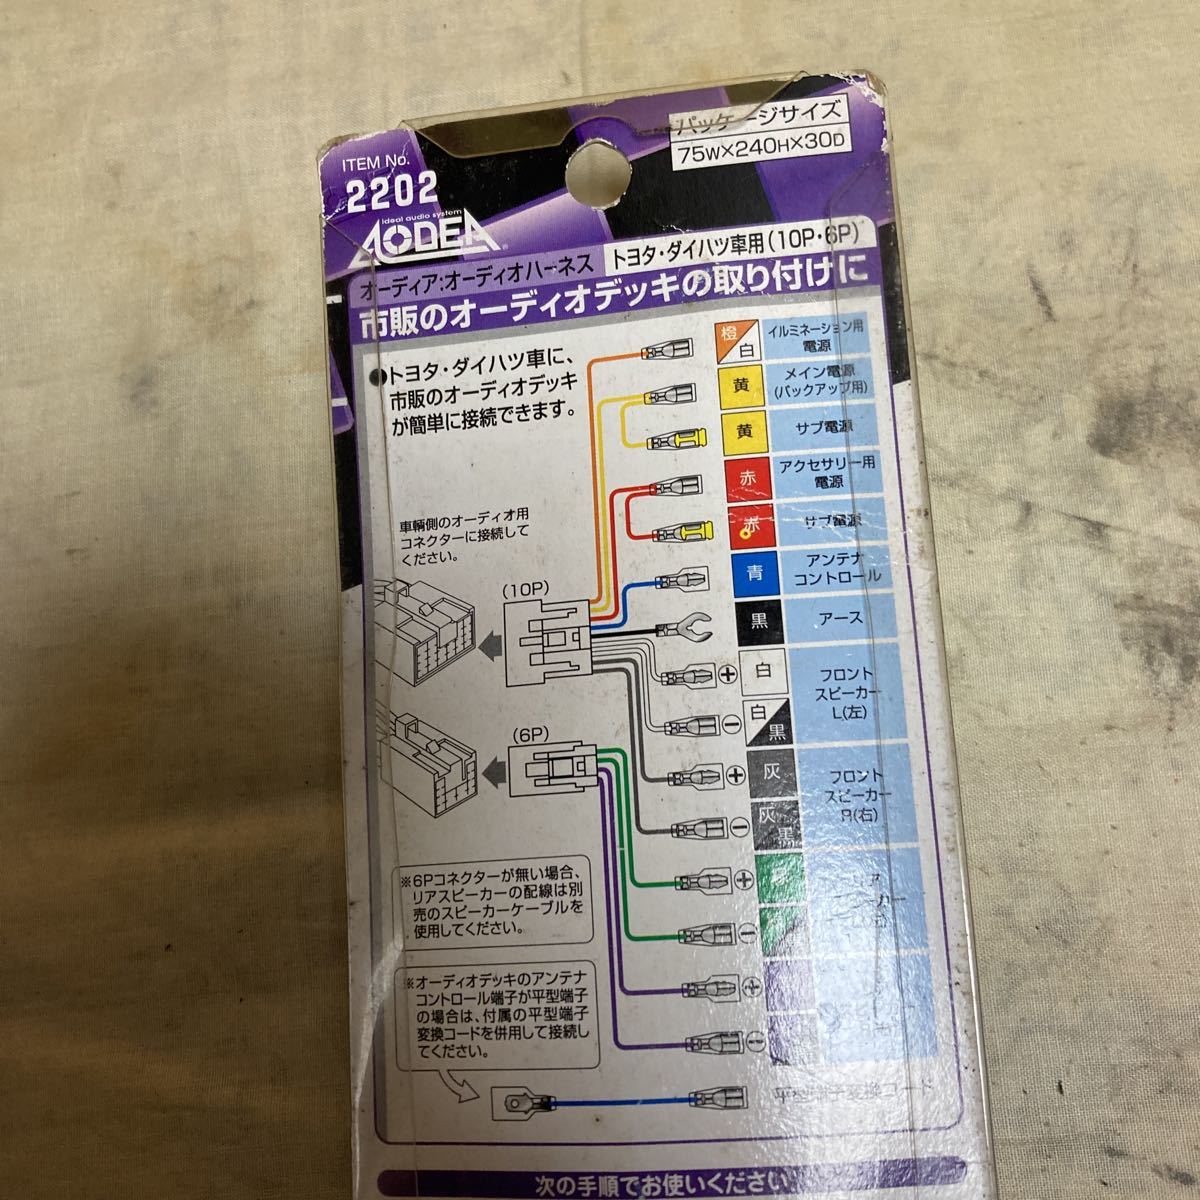 ITEM No.
2202
パッケージサイズ
75W×240H×30D
ideal audio system
AODEA
オーディア:オーディオハーネス
トヨタ・ダイハツ車用(10P・6P)
市販のオーディオデッキの取り付けに
●トヨタ・ダイハツ車に、
市販のオーディオデッキ
が簡単に接続できます。
橙
白
イルミネーション用
電源
黄
メイン電源
(バックアップ用)
黄
サブ電源
赤
アクセサリー用
電源
赤
サブ電源
青
アンテナ
コントロール
黒
アース
車輌側のオーディオ用
コネクターに接続して
ください。
(10P)
(6P)
+
白
フロント
スピーカー
L(左)
−
白
黒
+
灰
フロント
スピーカー
R(右)
−
灰
黒
+
緑
−
+
−
※6Pコネクターが無い場合、
リアスピーカーの配線は別
売のスピーカーケーブルを
使用してください。
※オーディオデッキのアンテナ
コントロール端子が平型端子
の場合は、付属の平型端子
変換コードを併用して接続し
てください。
平型端子変換コード
次の手順でお使いください